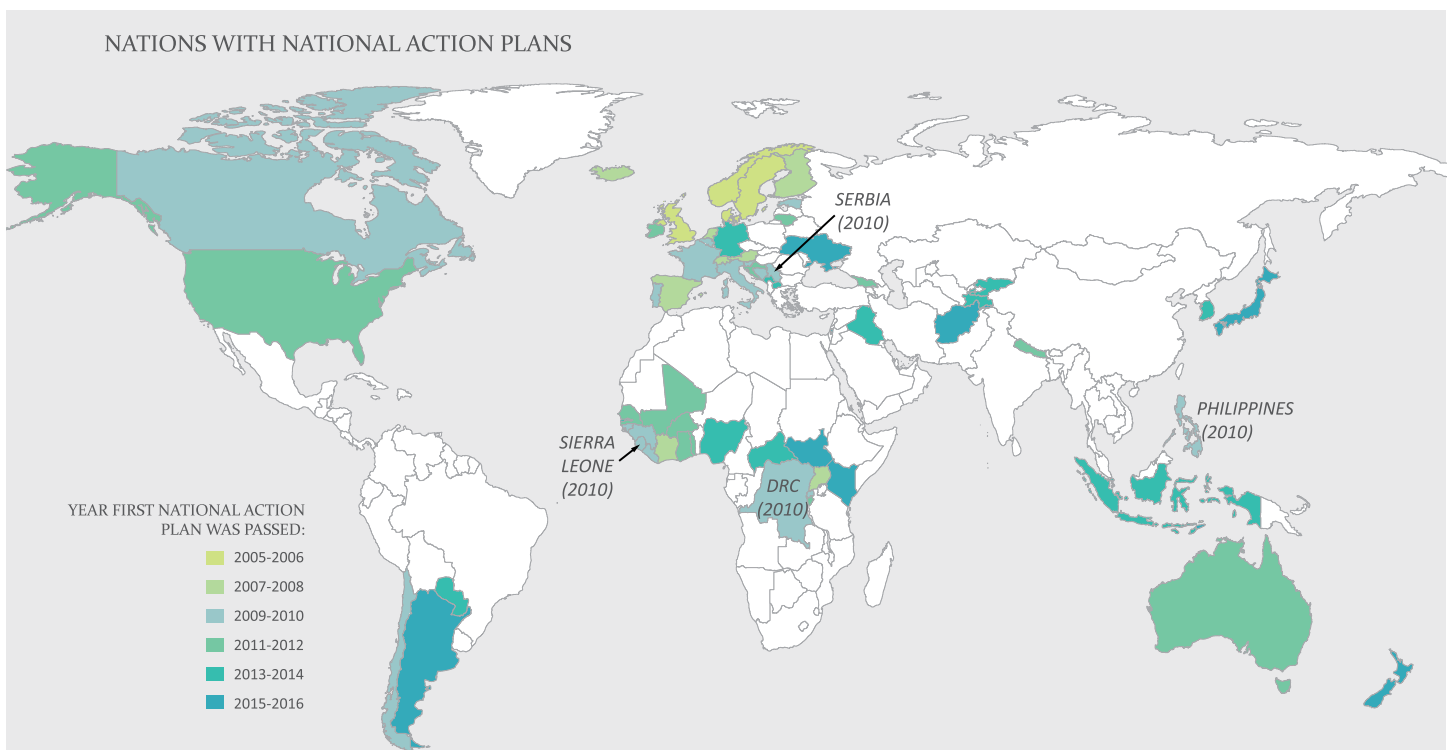 NATIONS WITH NATIONAL ACTION PLANS
SERBIA
(2010)
PHILIPPINES
(2010)
SIERRA
LEONE
(2010)
DRC
(2010)
YEAR FIRST NATIONAL ACTION
PLAN WAS PASSED:
2005-2006
2007-2008
2009-2010
2011-2012
2013-2014
2015-2016